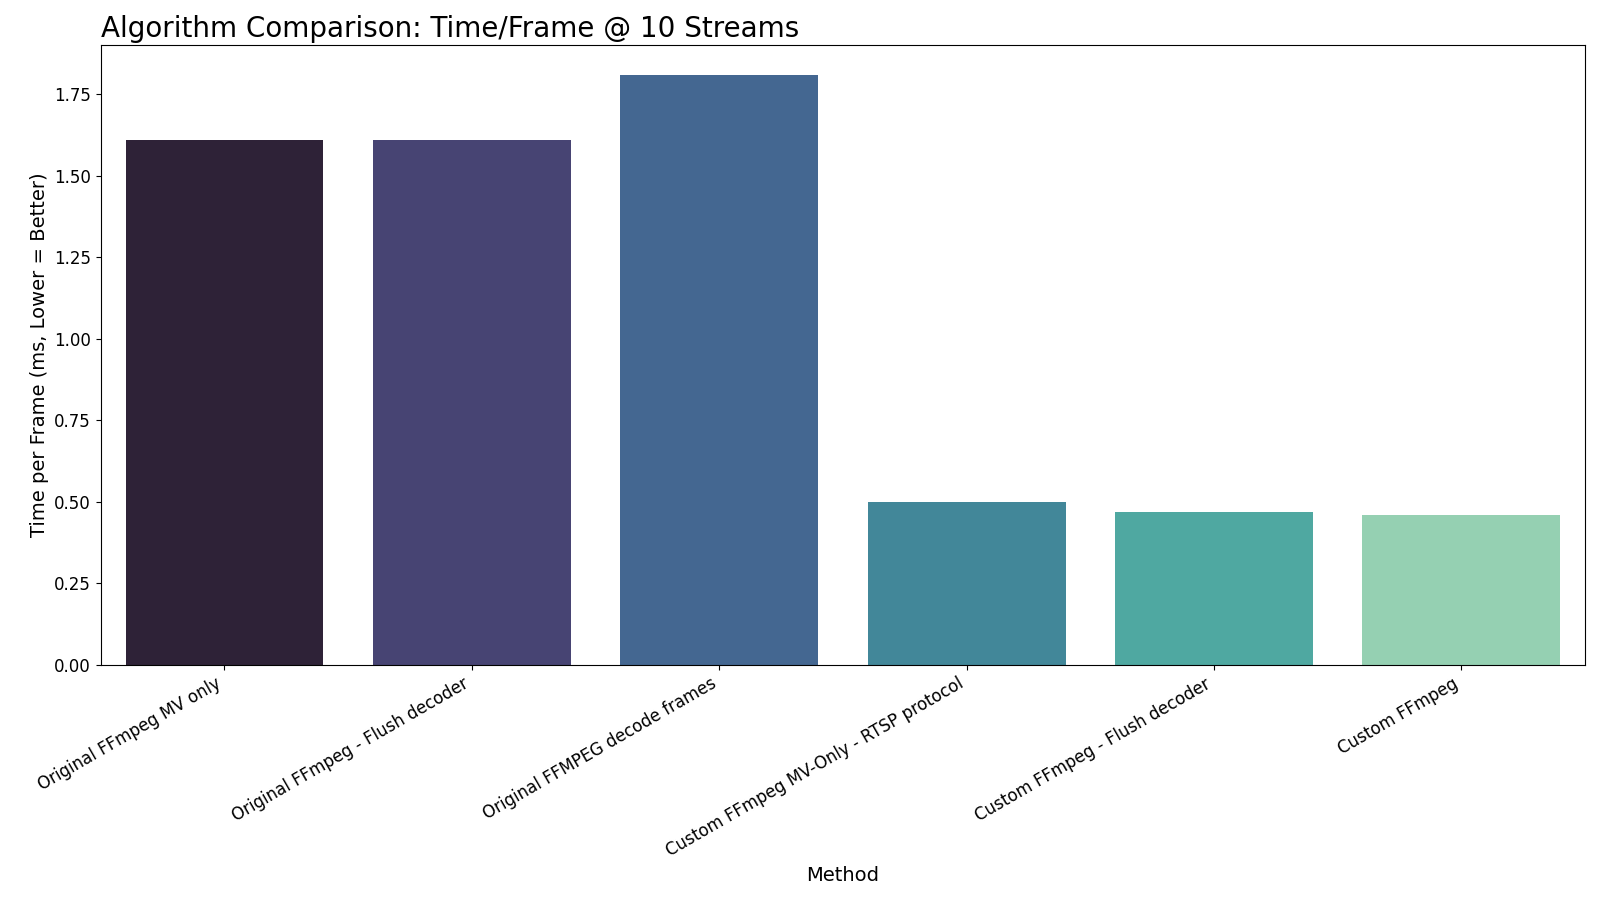 Algorithm Comparison: Time/Frame @ 10 Streams
Time per Frame (ms, Lower = Better)
1.75
1.50
1.25
1.00
0.75
0.50
0.25
0.00
Original FFmpeg MV only
Original FFmpeg - Flush decoder
Original FFMPEG decode frames
Custom FFmpeg MV-Only - RTSP protocol
Custom FFmpeg - Flush decoder
Custom FFmpeg
Method